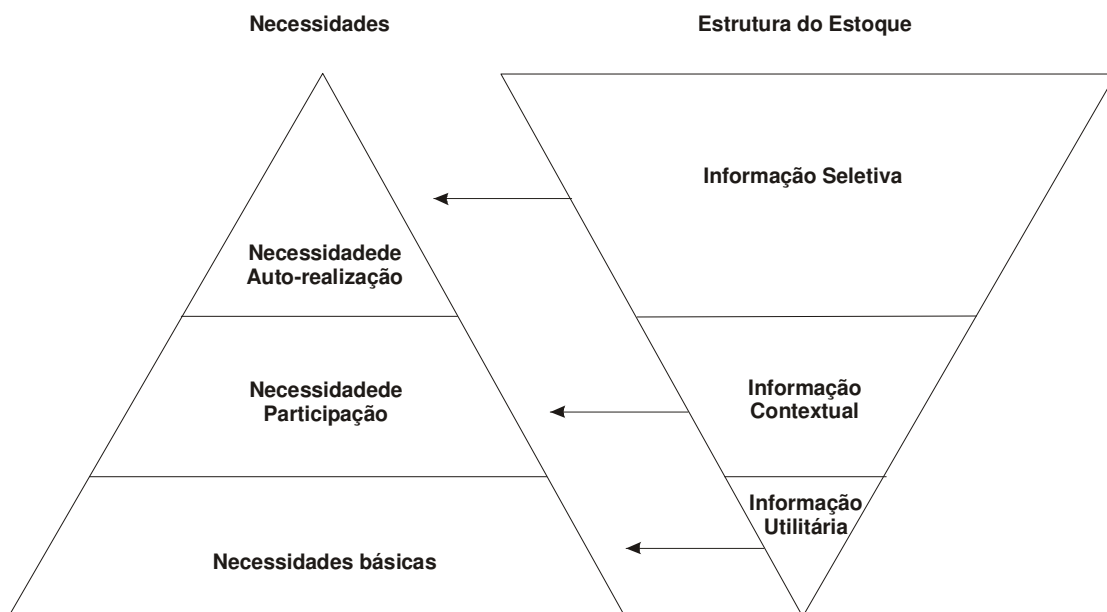 Necessidades
Estrutura do Estoque
Informação Seletiva
Necessidadede
Auto-realização
Necessidadede
Participação
Informação
Contextual
Informação
Utilitária
Necessidades básicas